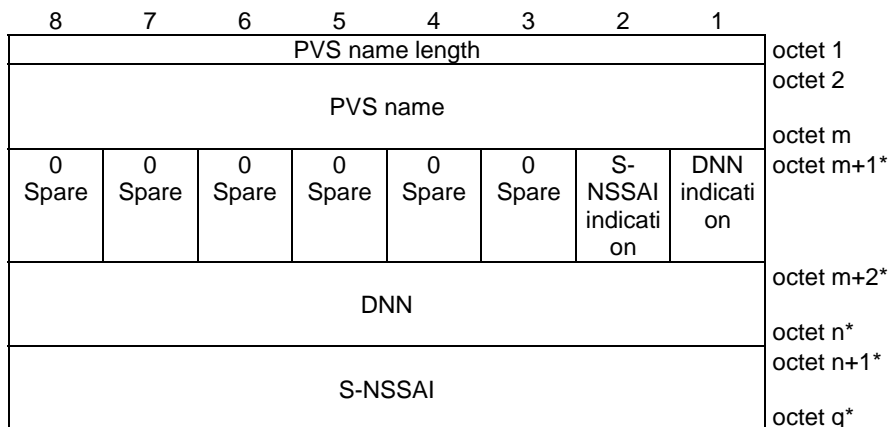 8 7 6 5 4 3 2 1
PVS name length octet 1
octet 2
PVS name
octet m
0 0 0 0 0 0 S- DNN octet m+1*
Spare Spare Spare Spare Spare Spare NSSAI indicati
indicati on
on
octet m+2*
DNN
octet n*
octet n+1*
S-NSSAI
octet q*